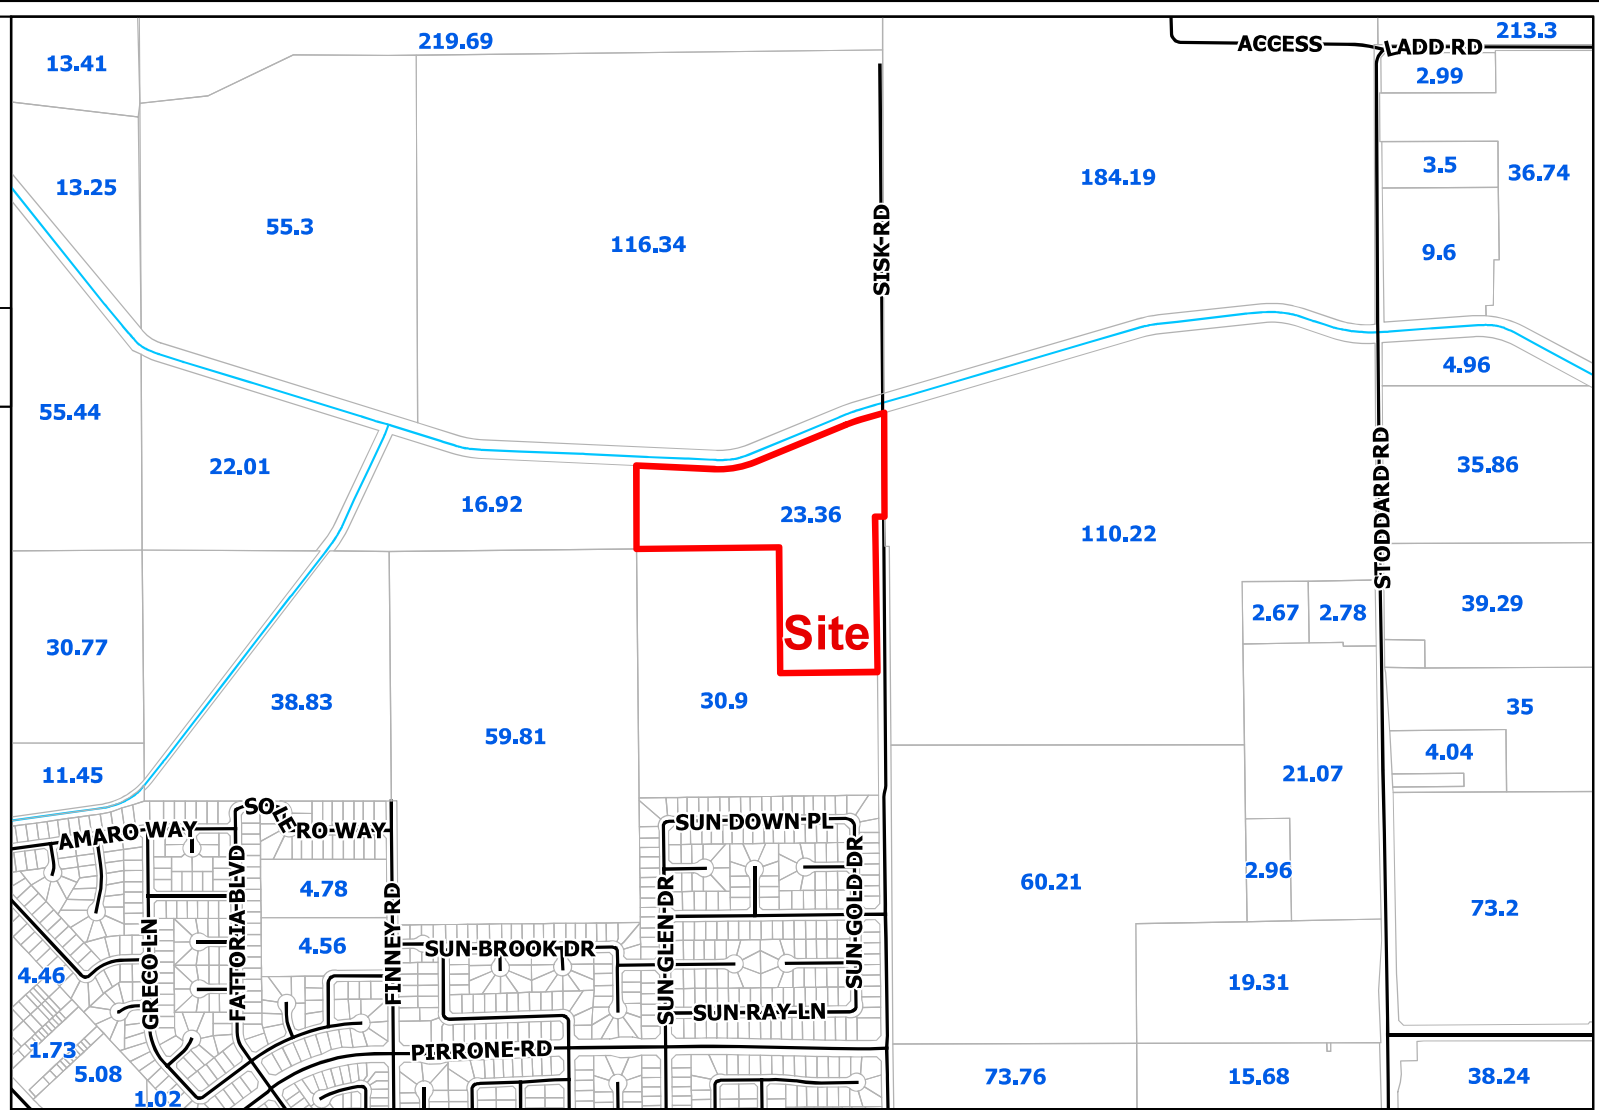 213.3
219.69
ACCESS
LADD RD
13.41
2.99
3.5
36.74
184.19
13.25
55.3
116.34
SISK RD
9.6
4.96
55.44
22.01
16.92
23.36
110.22
STODDARD RD
35.86
2.67
2.78
39.29
Site
30.77
38.83
59.81
30.9
35
4.04
11.45
21.07
SOLERO WAY
AMARO WAY
SUN DOWN PL
SUN GOLD DR
FATTORIA BLVD
4.78
FINNEY RD
SUN GLEN DR
60.21
2.96
73.2
GRECO LN
4.56
SUN BROOK DR
4.46
19.31
SUN RAY LN
1.73
PIRRONE RD
5.08
73.76
15.68
38.24
1.02